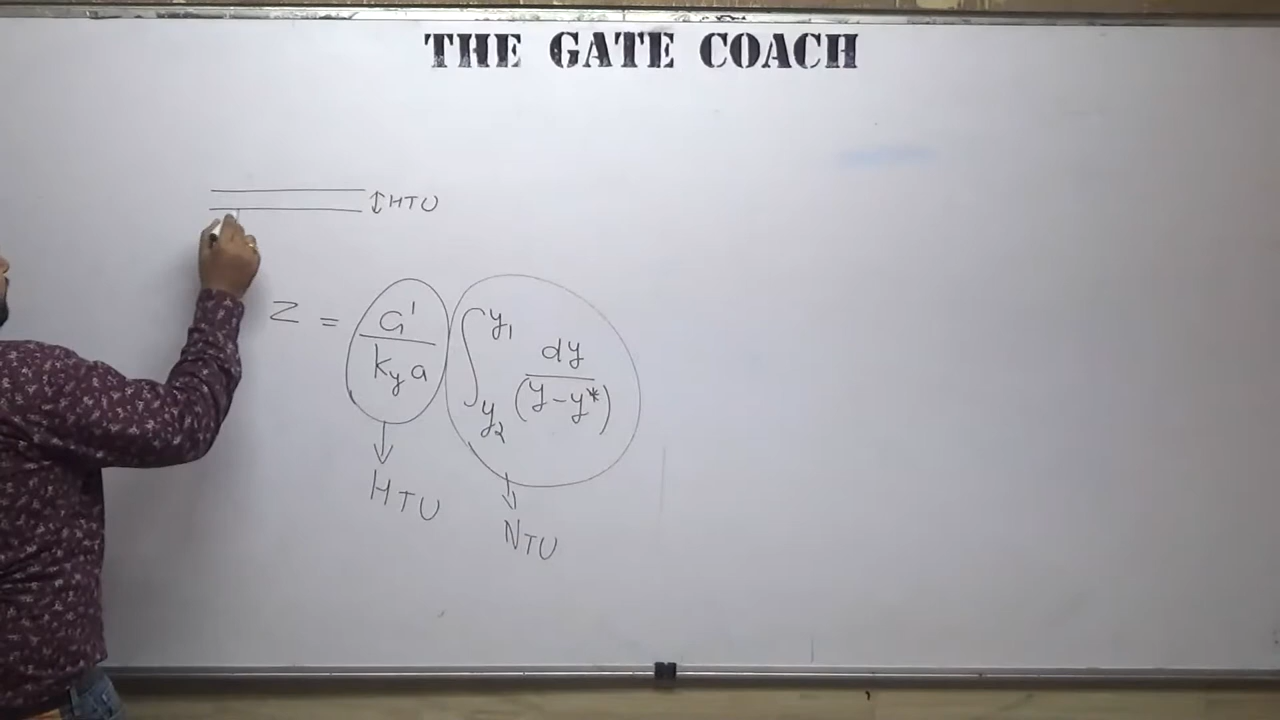 THE GATE COACH
↕HTU
Z = G' / kya ∫y2^y1 dy / (y-y*)
HTU
NTU